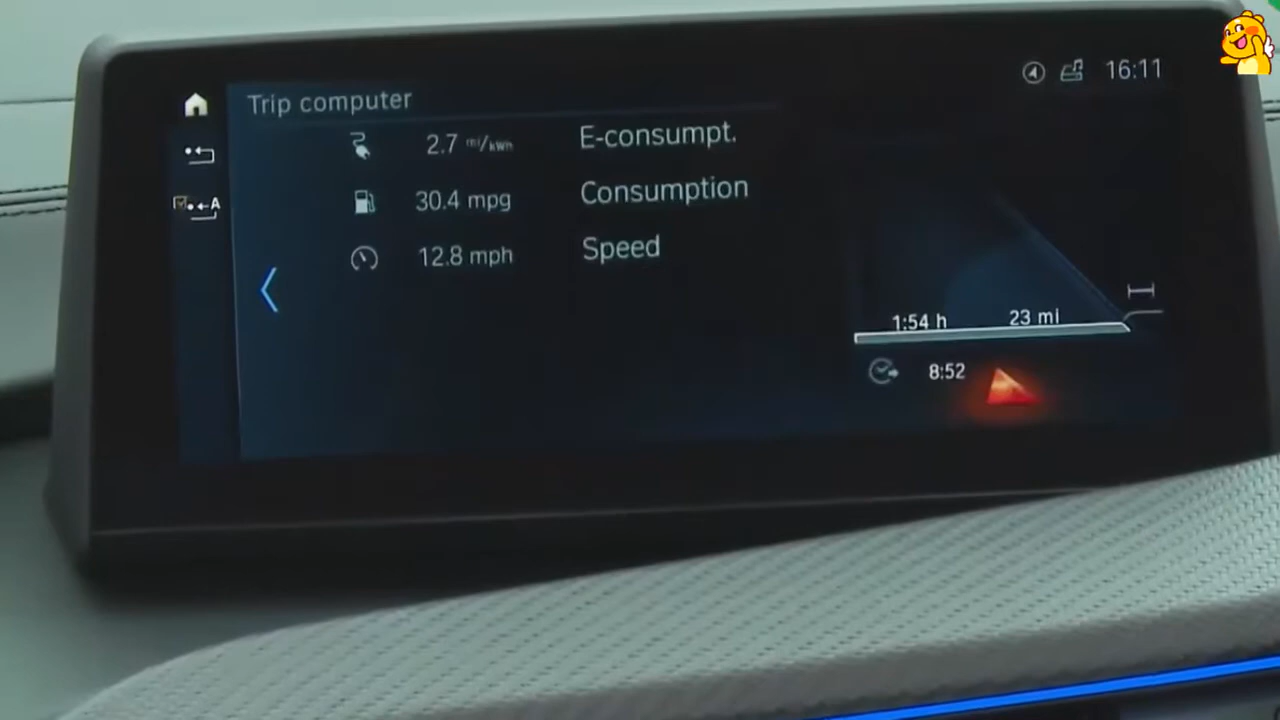 16:11
Trip computer
2.7 mi/kWh E-consumpt.
30.4 mpg Consumption
12.8 mph Speed
A
1:54 h 23 mi
8:52